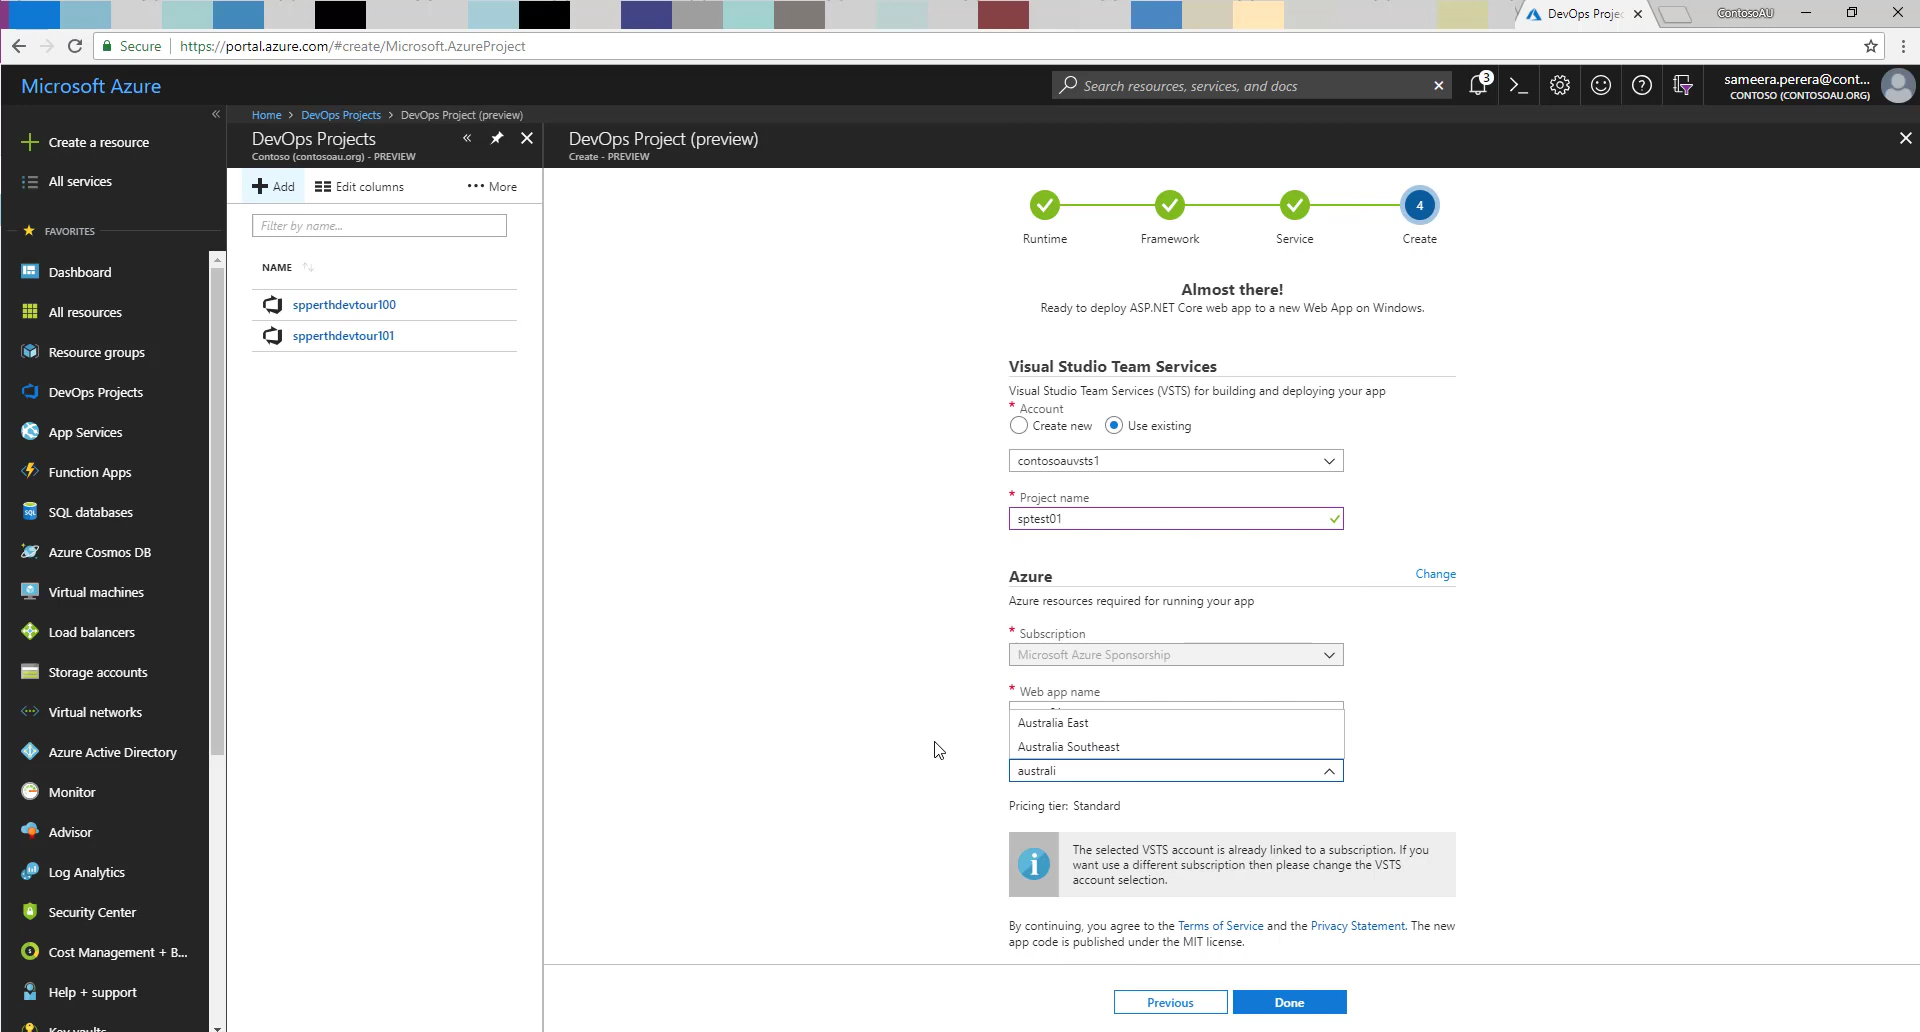 DevOps Projec
ContosoAU
Secure
https://portal.azure.com/#create/Microsoft.AzureProject
Microsoft Azure
Search resources, services, and docs
3
sameera.perera@cont...
CONTOSO (CONTOSOAU.ORG)
Create a resource
All services
FAVORITES
Dashboard
All resources
Resource groups
DevOps Projects
App Services
Function Apps
SQL databases
Azure Cosmos DB
Virtual machines
Load balancers
Storage accounts
Virtual networks
Azure Active Directory
Monitor
Advisor
Log Analytics
Security Center
Cost Management + B...
Help + support
Key vaults
Home > DevOps Projects > DevOps Project (preview)
DevOps Projects
Contoso (contosoau.org) - PREVIEW
Add
Edit columns
More
Filter by name...
NAME
spperthdevtour100
spperthdevtour101
DevOps Project (preview)
Create - PREVIEW
4
Runtime
Framework
Service
Create
Almost there!
Ready to deploy ASP.NET Core web app to a new Web App on Windows.
Visual Studio Team Services
Visual Studio Team Services (VSTS) for building and deploying your app
* Account
Create new
Use existing
contosoauvsts1
* Project name
sptest01
Azure
Change
Azure resources required for running your app
* Subscription
Microsoft Azure Sponsorship
* Web app name
Australia East
Australia Southeast
australi
Pricing tier: Standard
The selected VSTS account is already linked to a subscription. If you
want use a different subscription then please change the VSTS
account selection.
By continuing, you agree to the Terms of Service and the Privacy Statement. The new
app code is published under the MIT license.
Previous
Done